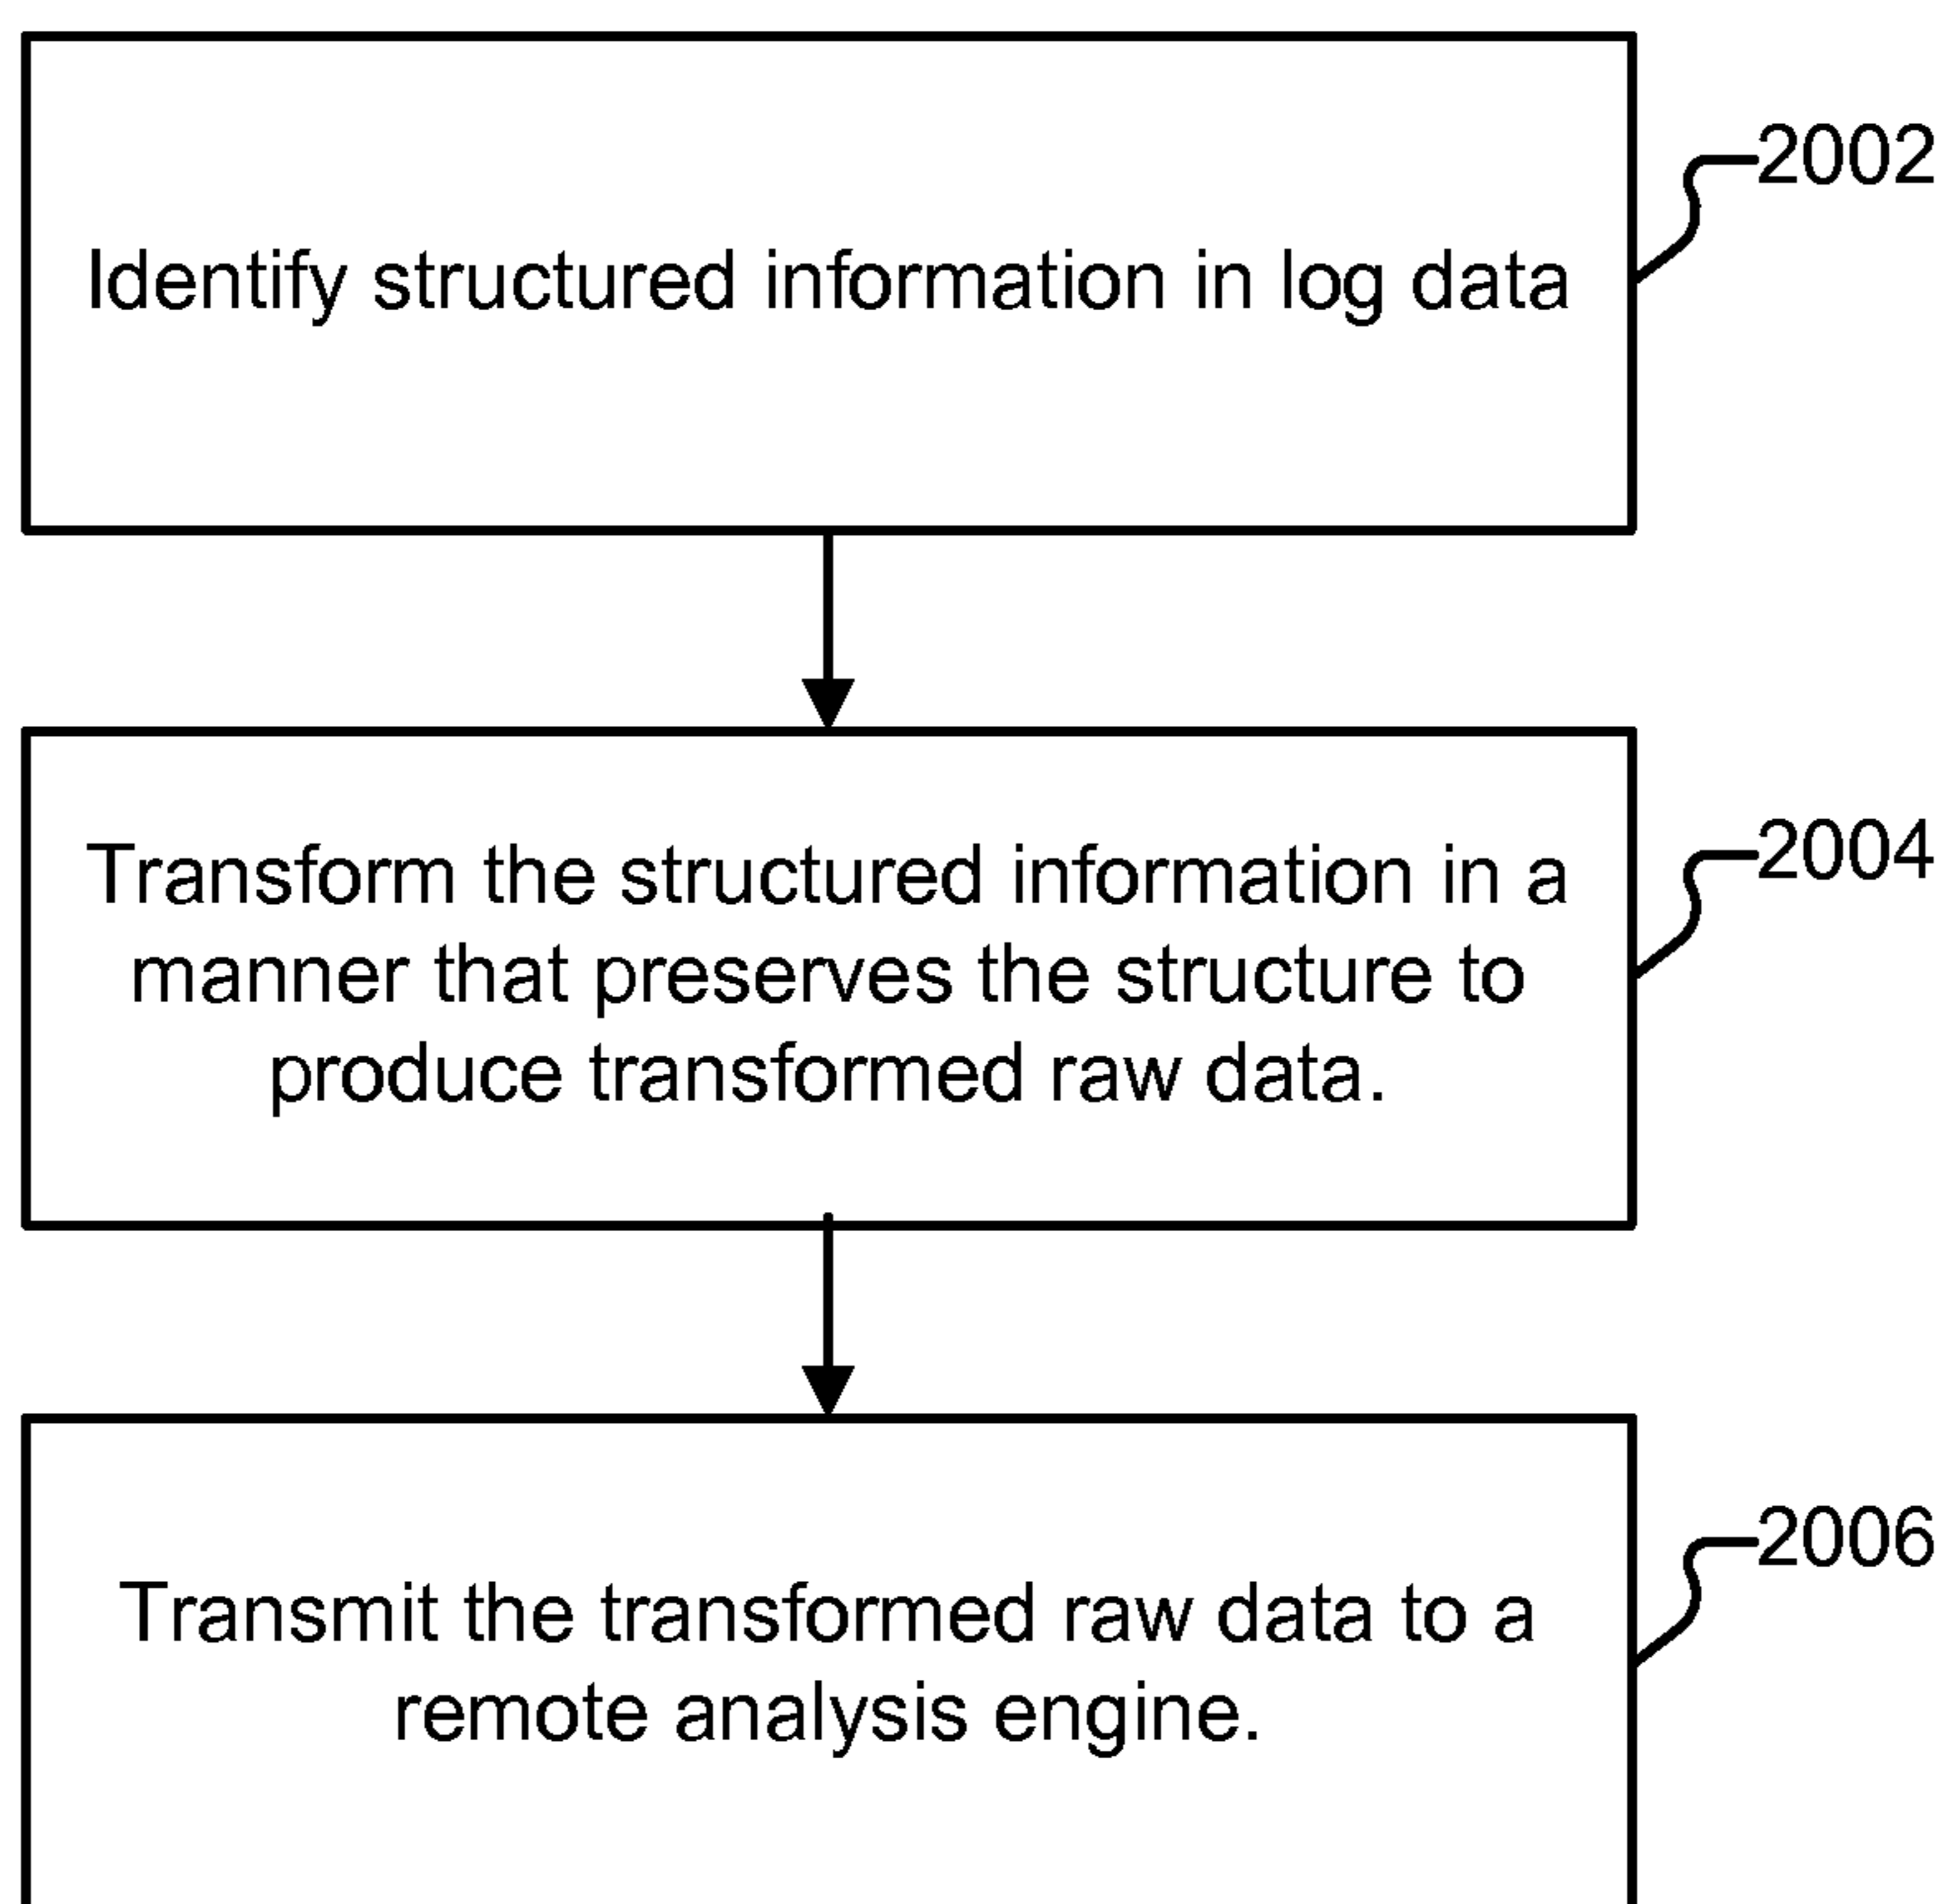 2002
Identify structured information in log data
2004
Transform the structured information in a
manner that preserves the structure to
produce transformed raw data.
2006
Transmit the transformed raw data to a
remote analysis engine.